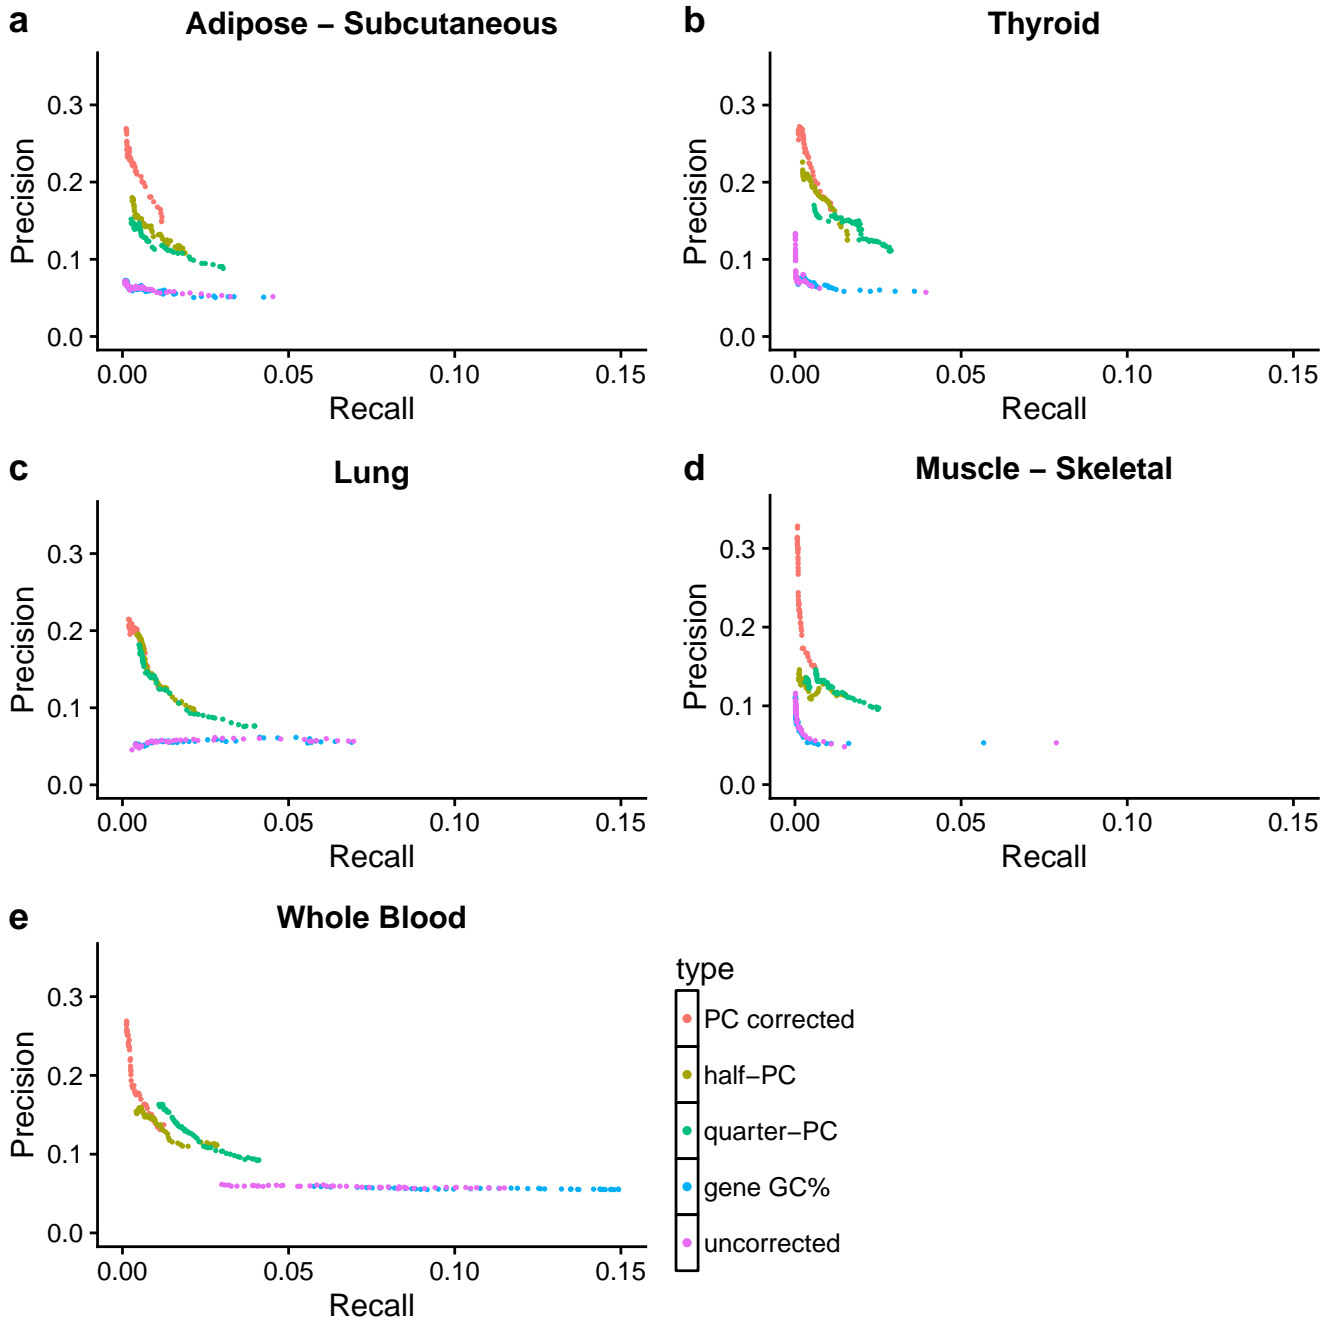 a
Adipose – Subcutaneous
Precision
0.3
0.2
0.1
0.0
0.00 0.05 0.10 0.15
Recall
b
Thyroid
Precision
0.3
0.2
0.1
0.0
0.00 0.05 0.10 0.15
Recall
c
Lung
Precision
0.3
0.2
0.1
0.0
0.00 0.05 0.10 0.15
Recall
d
Muscle – Skeletal
Precision
0.3
0.2
0.1
0.0
0.00 0.05 0.10 0.15
Recall
e
Whole Blood
Precision
0.3
0.2
0.1
0.0
0.00 0.05 0.10 0.15
Recall
type
PC corrected
half–PC
quarter–PC
gene GC%
uncorrected